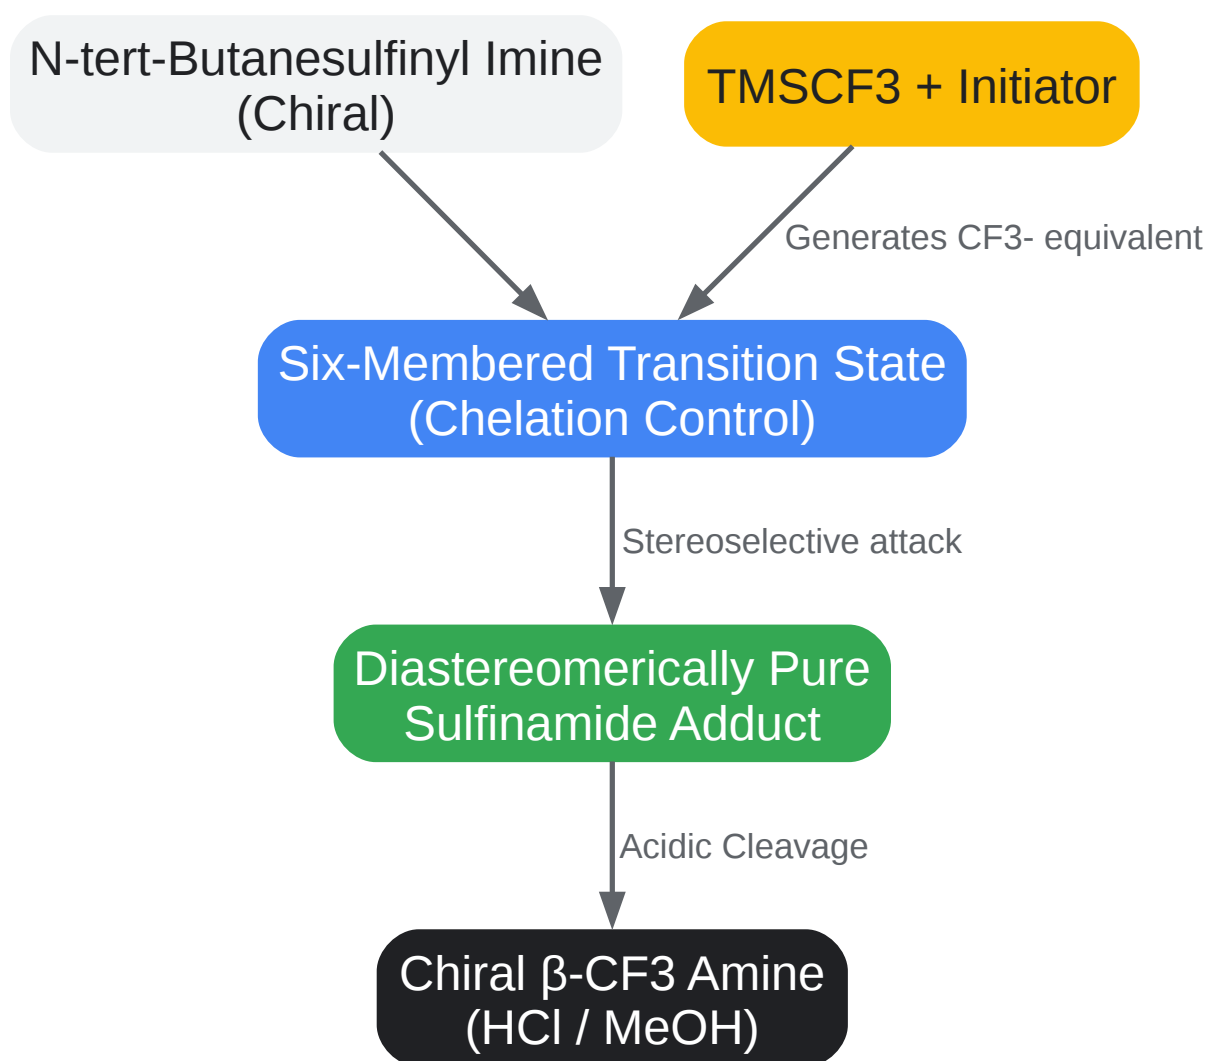 N-tert-Butanesulfinyl Imine
(Chiral)
TMSCF3 + Initiator
Generates CF3- equivalent
Six-Membered Transition State
(Chelation Control)
Stereoselective attack
Diastereomerically Pure
Sulfinamide Adduct
Acidic Cleavage
Chiral β-CF3 Amine
(HCl / MeOH)